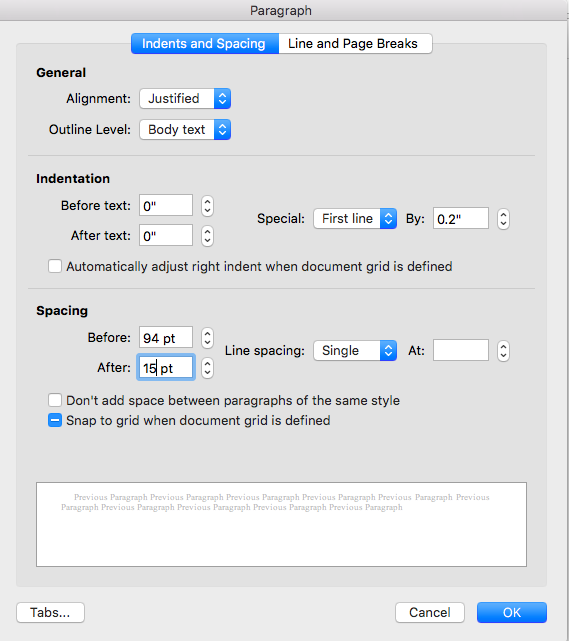 Paragraph
Indents and Spacing Line and Page Breaks
General
Alignment: Justified
Outline Level: Body text
Indentation
Before text: 0"
Special: First line By: 0.2"
After text: 0"
Automatically adjust right indent when document grid is defined
Spacing
Before: 94 pt
Line spacing: Single At:
After: 15 pt
Don't add space between paragraphs of the same style
Snap to grid when document grid is defined
Previous Paragraph Previous Paragraph Previous Paragraph Previous Paragraph Previous Paragraph Previous
Paragraph Previous Paragraph Previous Paragraph Previous Paragraph Previous Paragraph
Tabs... Cancel OK